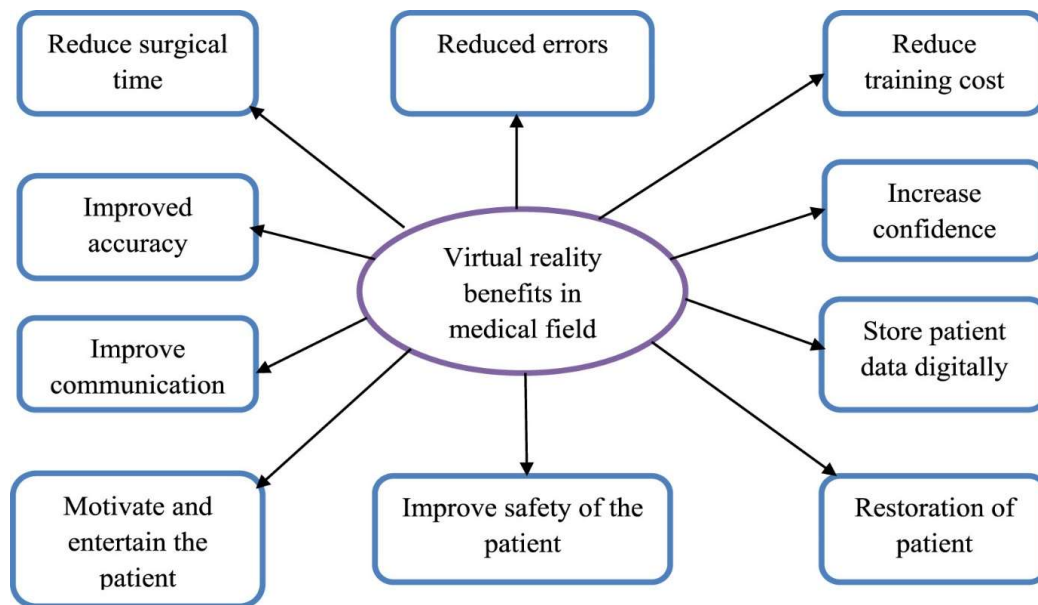 Reduce surgical
time
Reduced errors
Reduce
training cost
Improved
accuracy
Increase
confidence
Virtual reality
benefits in
medical field
Improve
communication
Store patient
data digitally
Motivate and
entertain the
patient
Improve safety of the
patient
Restoration of
patient